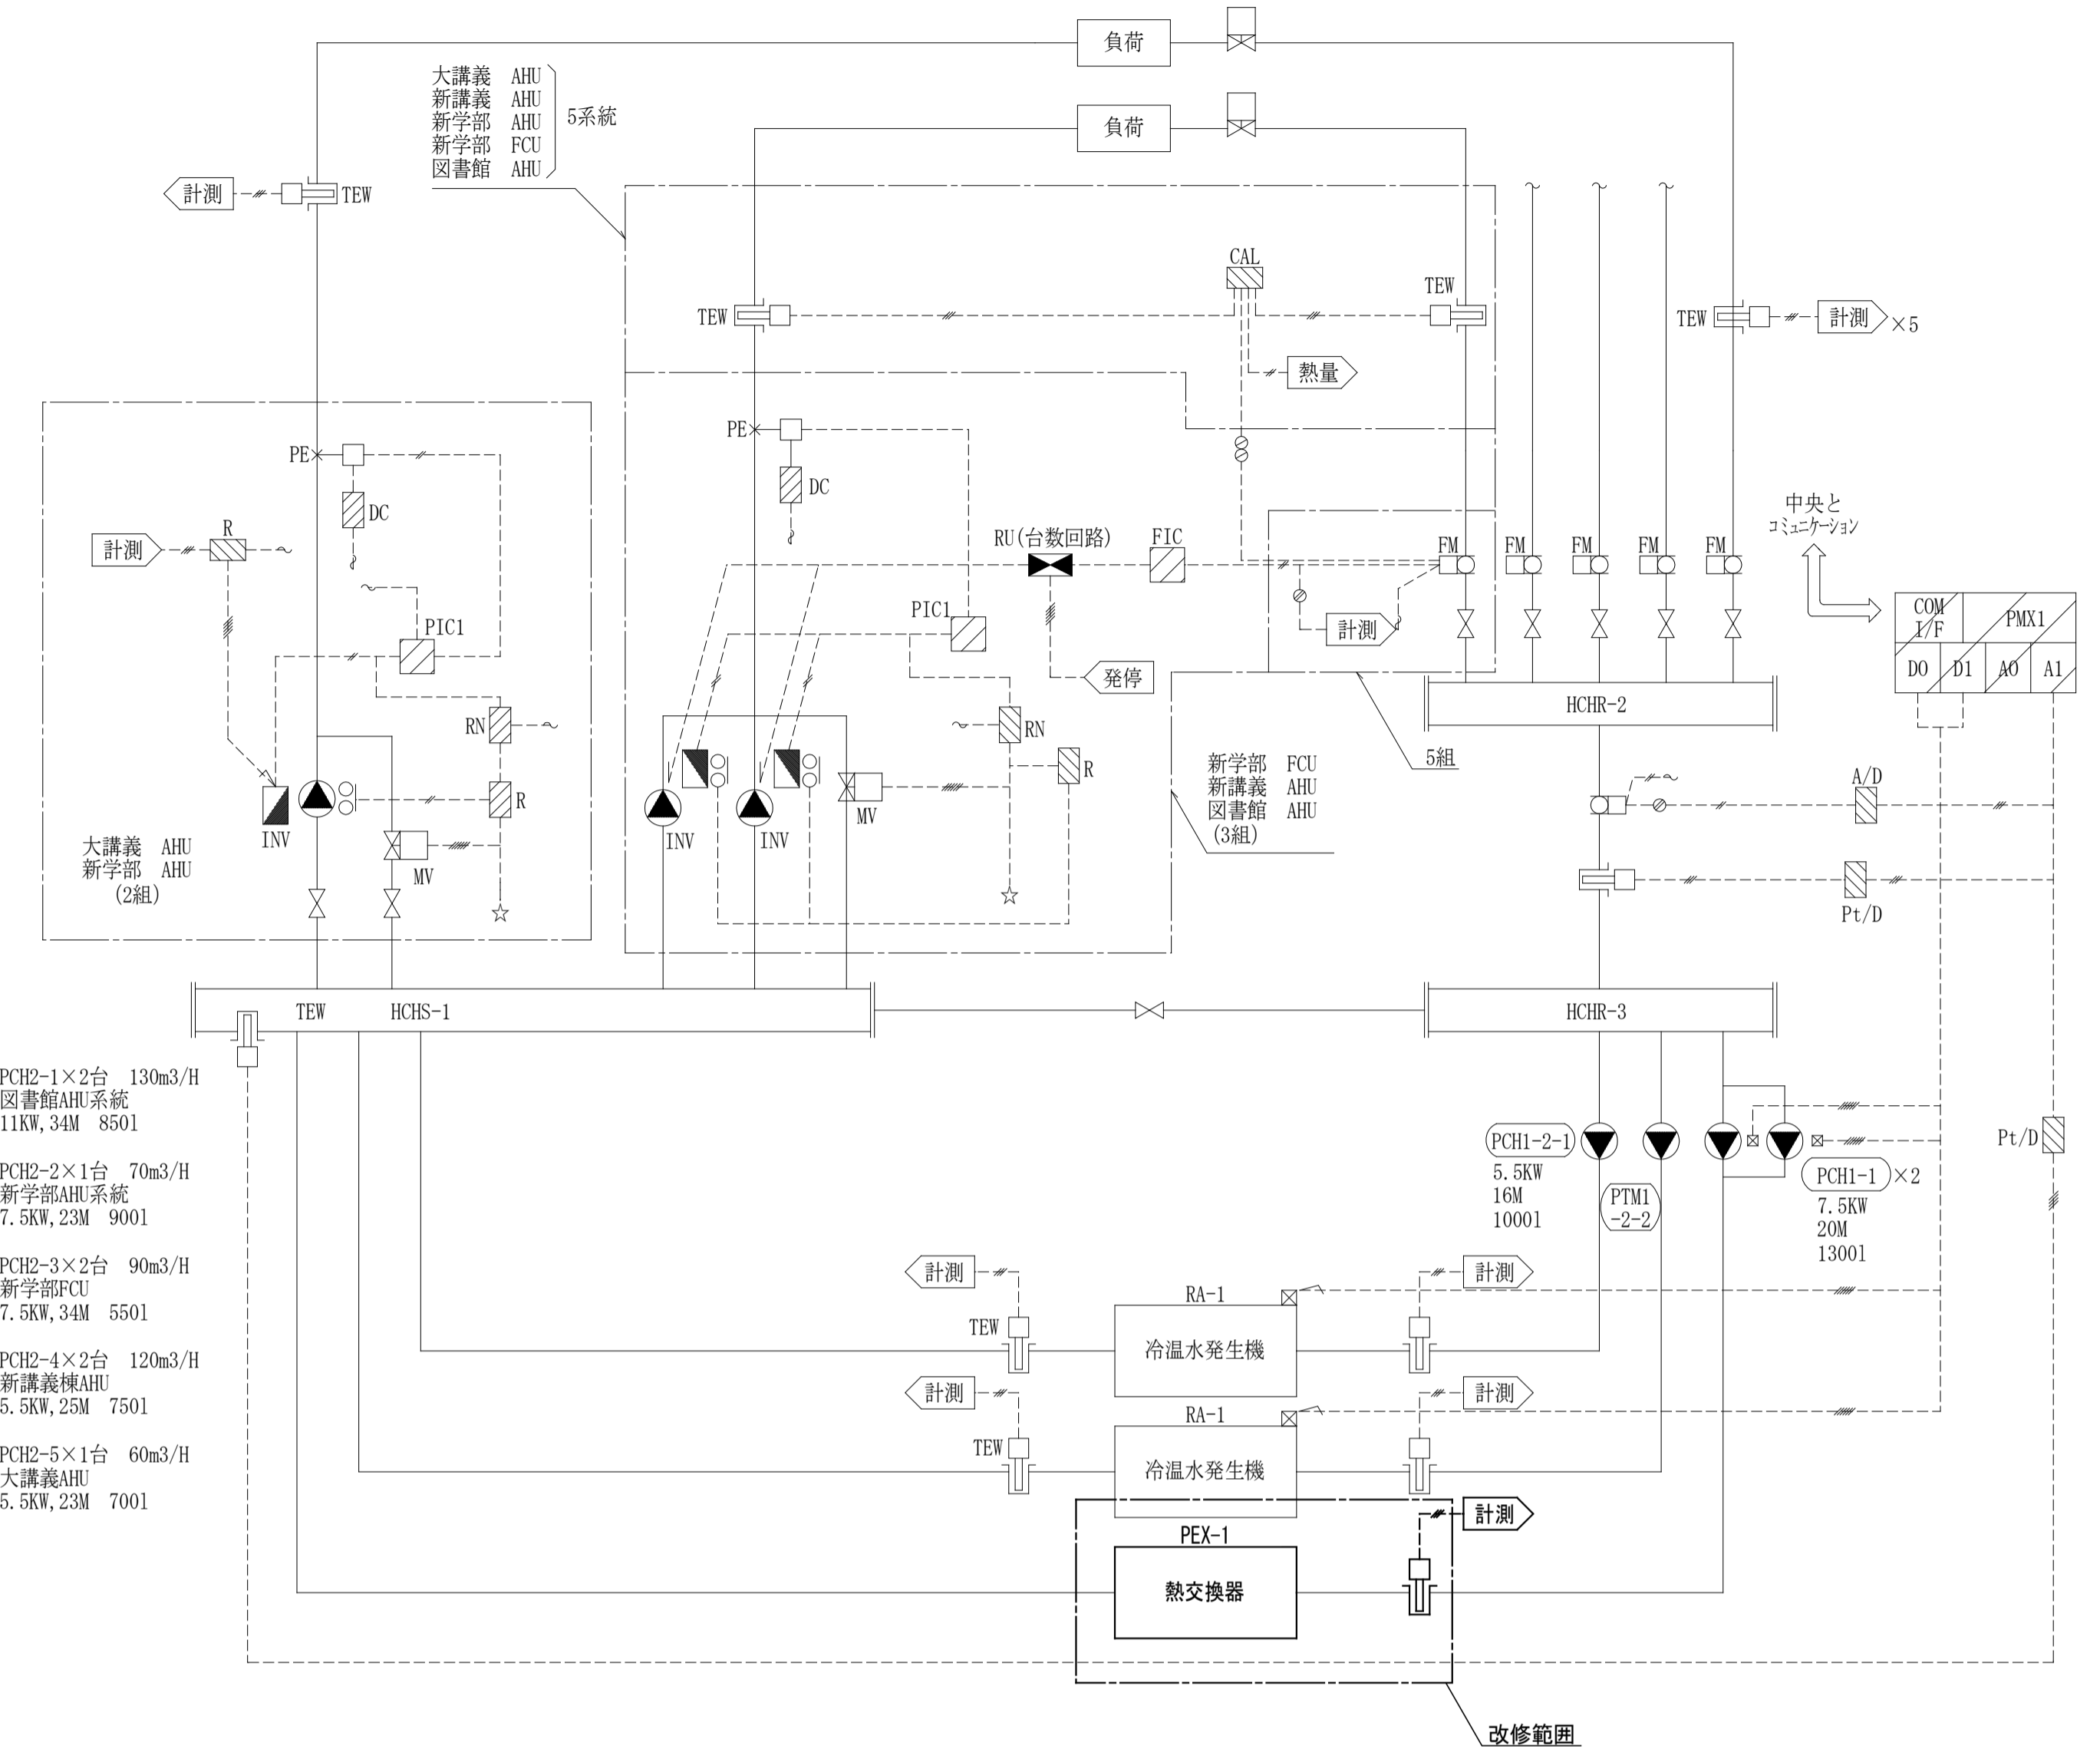 負荷
大講義 AHU
新講義 AHU
新学部 AHU
新学部 FCU
図書館 AHU
5系統
負荷
計測
TEW
CAL
TEW
TEW
TEW
計測
×5
熱量
PE
DC
R
計測
PIC1
RN
R
INV
MV
大講義 AHU
新学部 AHU
(2組)
PE
DC
RU(台数回路)
FIC
PIC1
計測
発停
RN
R
MV
INV
INV
FM
FM
FM
FM
FM
中央と
コミュニケーション
COM
I/F
PMX1
DO
D1
AO
A1
HCHR-2
5組
新学部 FCU
新講義 AHU
図書館 AHU
(3組)
A/D
Pt/D
TEW
HCHS-1
HCHR-3
PCH2-1×2台 130m3/H
図書館AHU系統
11KW,34M 850l
PCH2-2×1台 70m3/H
新学部AHU系統
7.5KW,23M 900l
PCH2-3×2台 90m3/H
新学部FCU
7.5KW,34M 550l
PCH2-4×2台 120m3/H
新講義棟AHU
5.5KW,25M 750l
PCH2-5×1台 60m3/H
大講義AHU
5.5KW,23M 700l
PCH1-2-1
5.5KW
16M
1000l
PTM1
-2-2
PCH1-1
×2
7.5KW
20M
1300l
Pt/D
計測
計測
TEW
RA-1
冷温水発生機
計測
計測
TEW
RA-1
冷温水発生機
計測
PEX-1
熱交換器
改修範囲